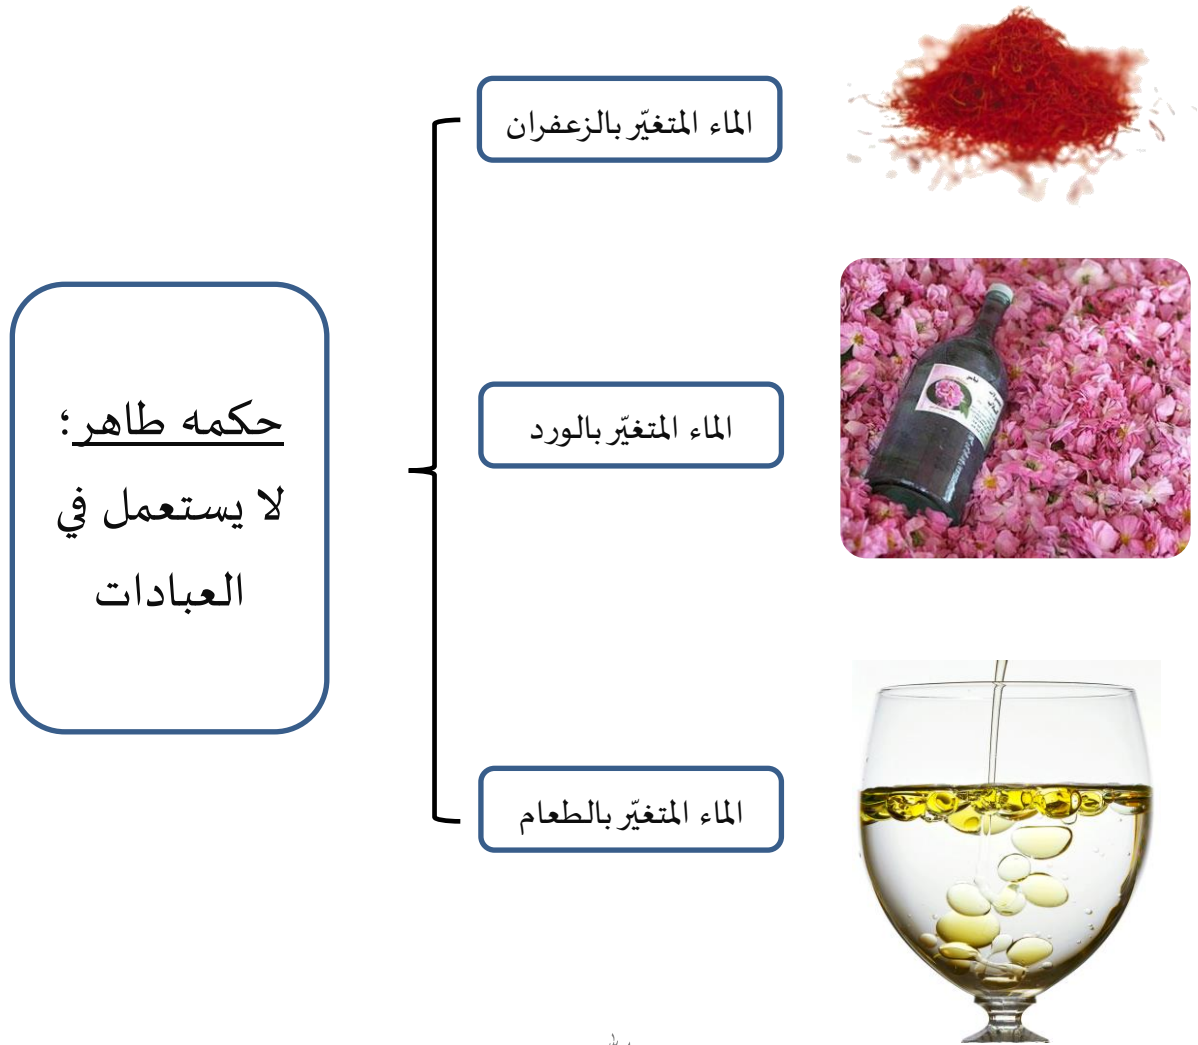 الماء المتغيّر بالزعفران
الماء المتغيّر بالورد
الماء المتغيّر بالطعام
حكمه طاهر؛
لا يستعمل في
العبادات